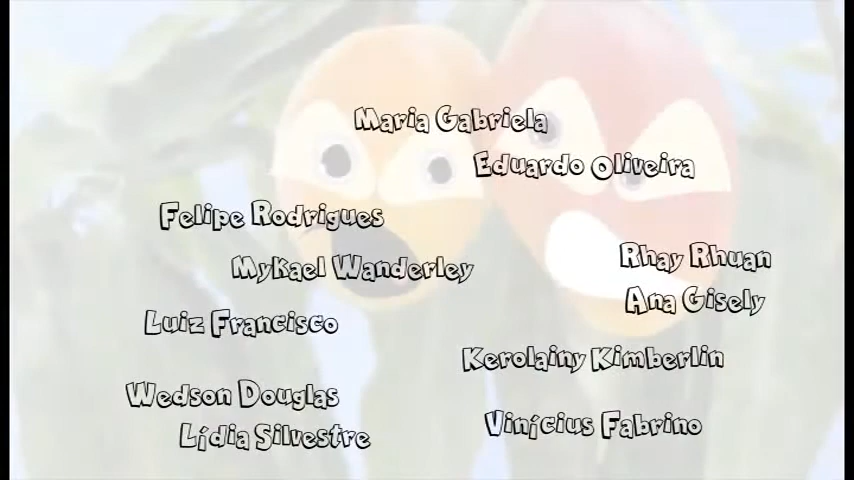 Maria Gabriela
Eduardo Oliveira
Felipe Rodrigues
Mykael Wanderley
Rhay Rhuan
Ana Gisely
Luiz Francisco
Kerolainy Kimberlin
Wedson Douglas
Lídia Silvestre
Vinícius Fabrino